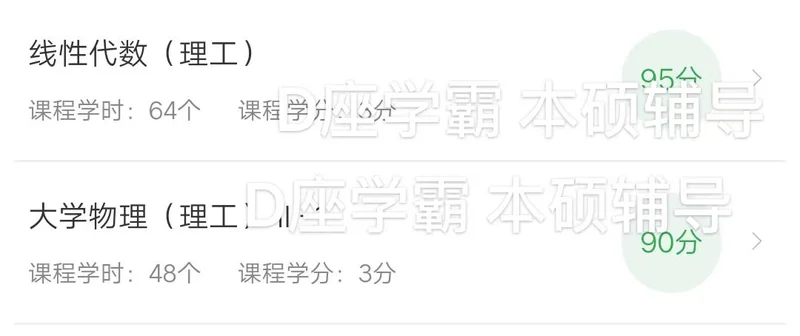 线性代数（理工）
95分
课程学时：64个 课程学分：
D座学霸 本硕辅导
大学物理（理工）II-
D座学霸 本硕辅导
90分
课程学时：48个 课程学分：3分